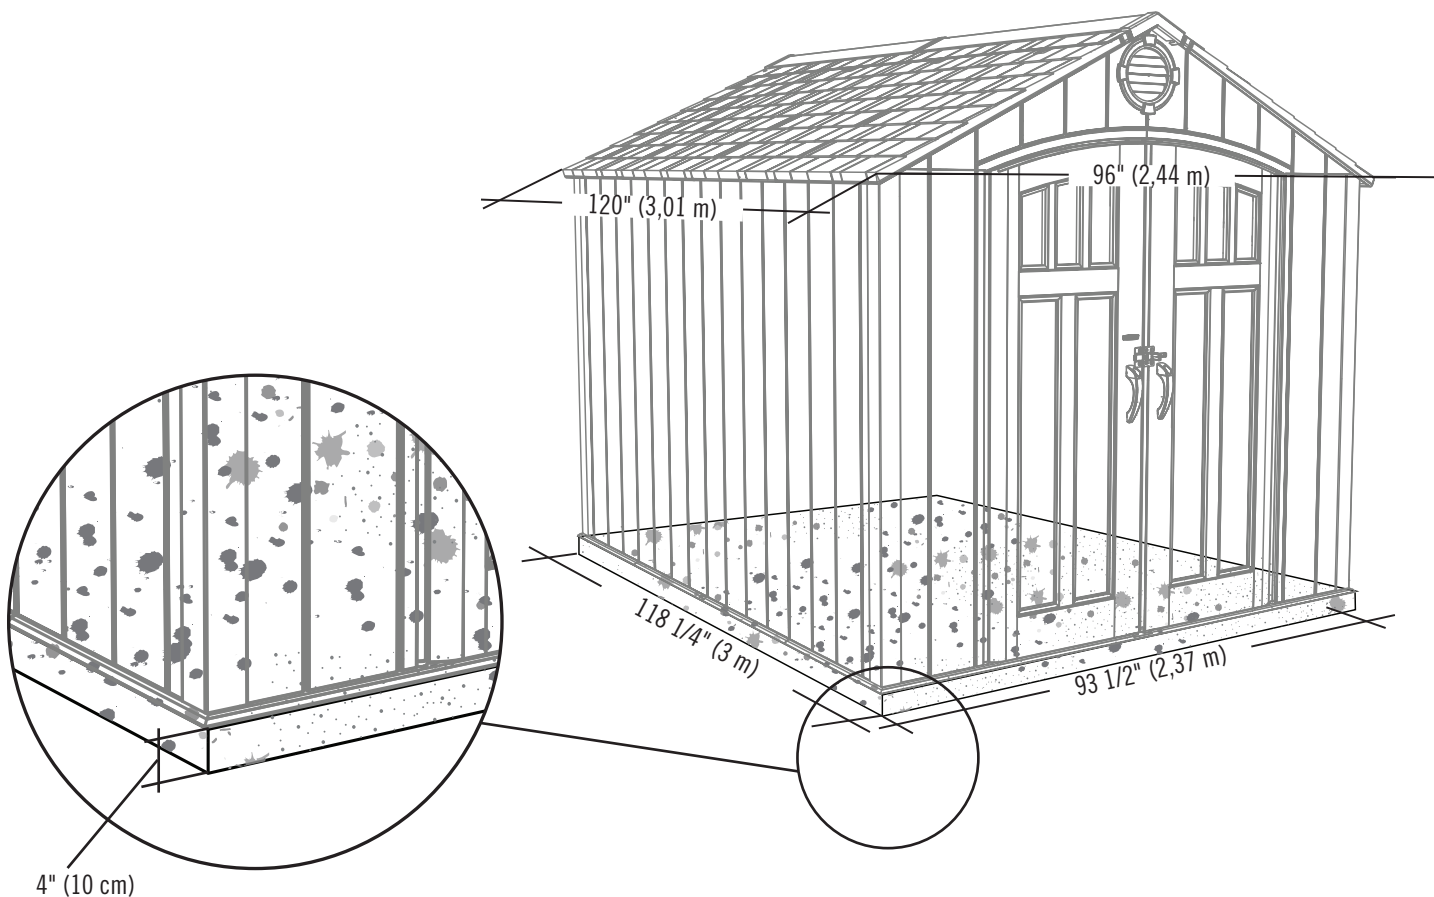 96" (2,44 m)
120" (3,01 m)
118 1/4" (3 m)
93 1/2" (2,37 m)
4" (10 cm)